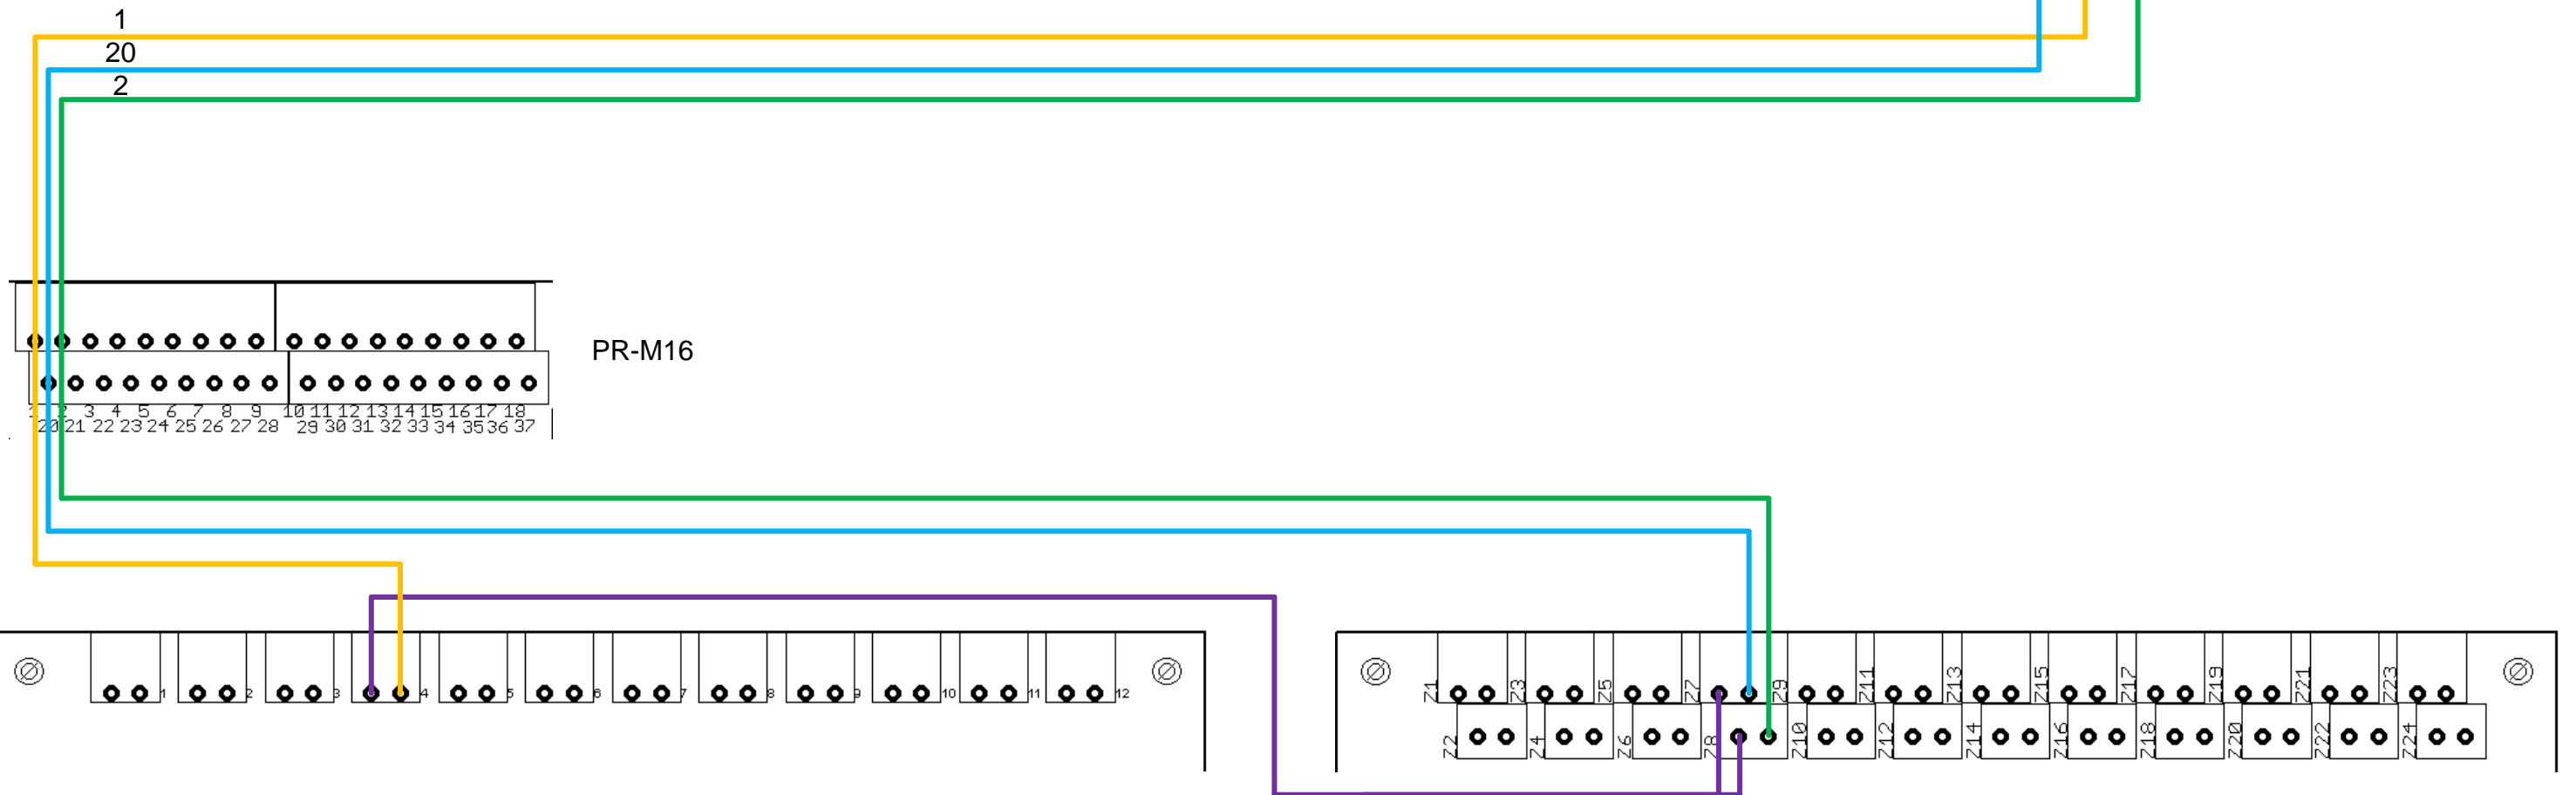 1
20
2
PR-M16
1 2 3 4 5 6 7 8 9 10 11 12 13 14 15 16 17 18
20 21 22 23 24 25 26 27 28 29 30 31 32 33 34 35 36 37
1 2 3 4 5 6 7 8 9 10 11 12
Z1 Z3 Z5 Z7 Z9 Z11 Z13 Z15 Z17 Z19 Z21 Z23
Z2 Z4 Z6 Z8 Z10 Z12 Z14 Z16 Z18 Z20 Z22 Z24